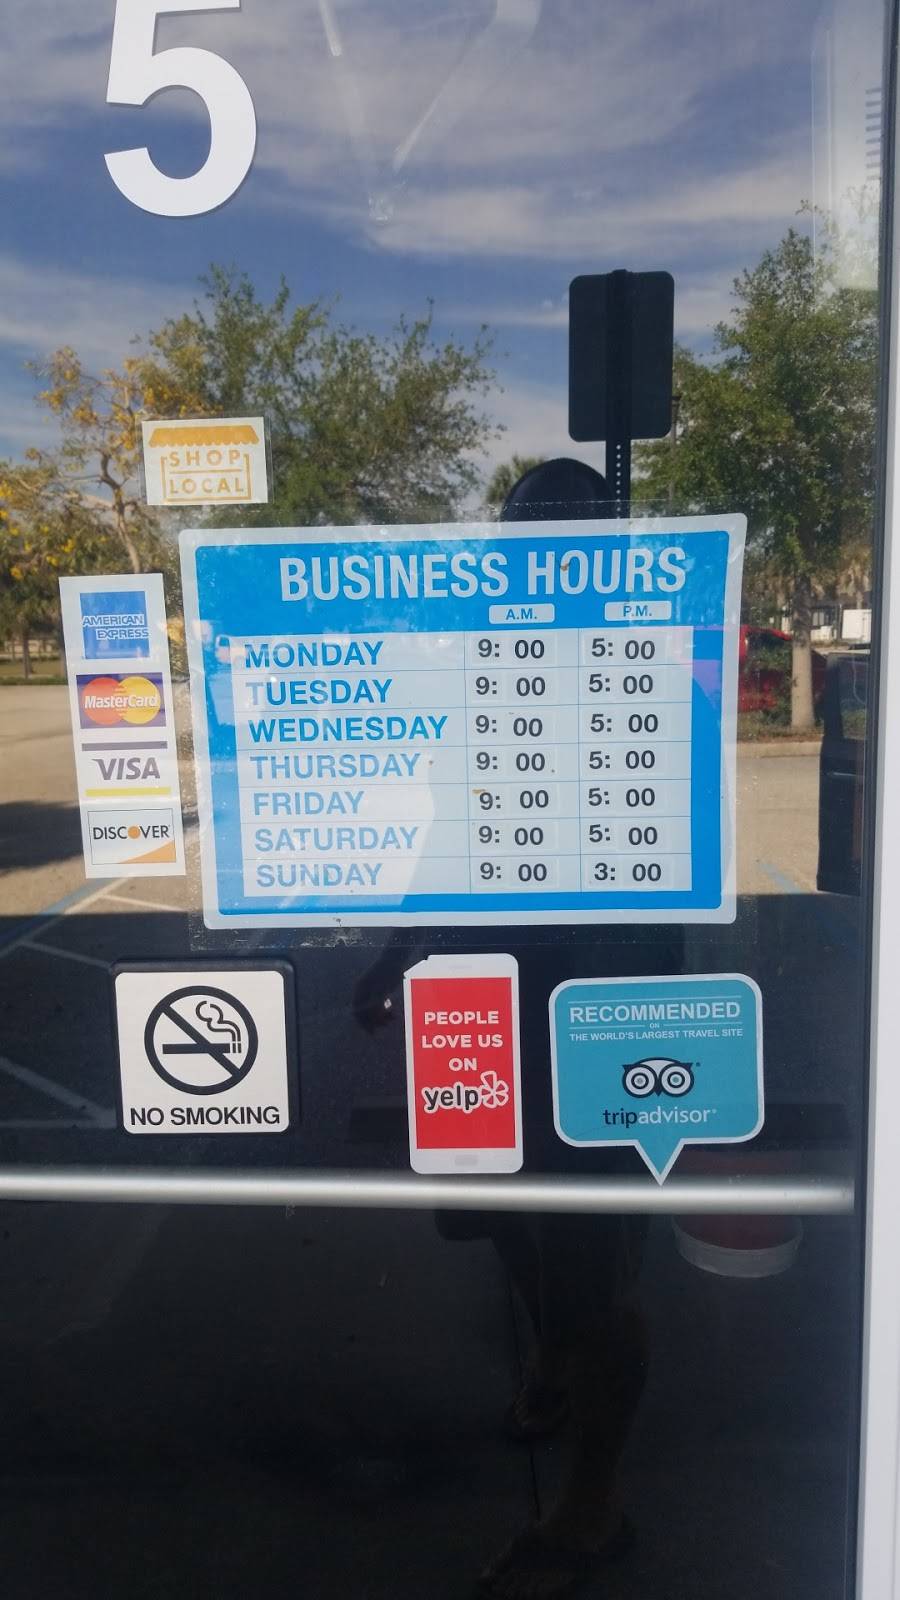 5
SHOP
LOCAL
BUSINESS HOURS
A.M. P.M.
MONDAY 9: 00 5: 00
TUESDAY 9: 00 5: 00
WEDNESDAY 9: 00 5: 00
THURSDAY 9: 00 5: 00
FRIDAY 9: 00 5: 00
SATURDAY 9: 00 5: 00
SUNDAY 9: 00 3: 00
AMERICAN
EXPRESS
MasterCard
VISA
DISCOVER
NO SMOKING
PEOPLE
LOVE US
ON
yelp
RECOMMENDED
ON
THE WORLD'S LARGEST TRAVEL SITE
tripadvisor®